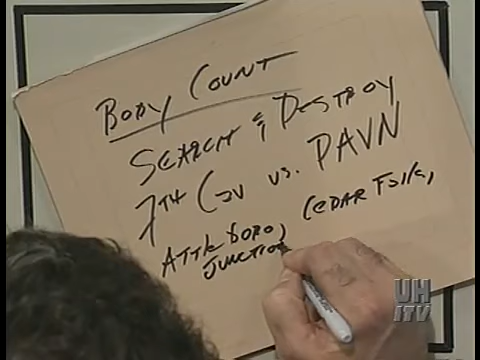 BODY COUNT
SEARCH & DESTROY
7TH CAV vs. PAVN
ATTLEBORO, CEDAR FALLS,
JUNCTION
UH
ITV